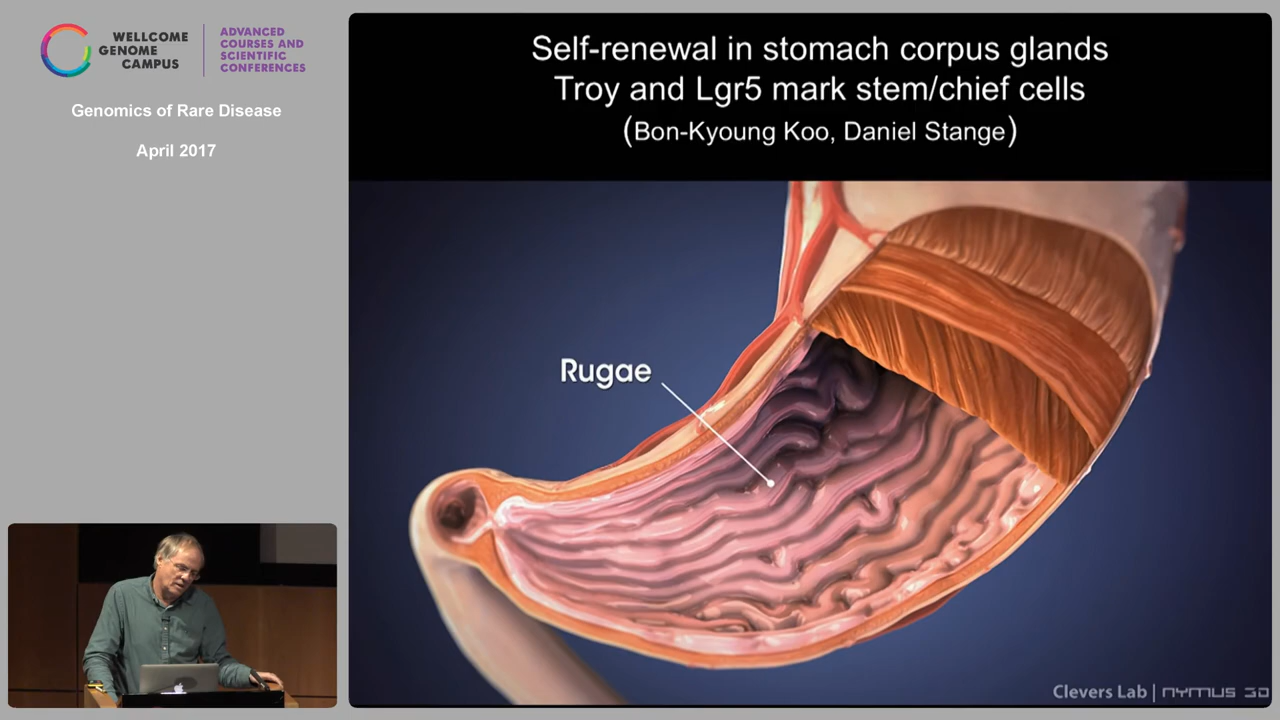 WELLCOME
GENOME
CAMPUS
ADVANCED
COURSES AND
SCIENTIFIC
CONFERENCES
Genomics of Rare Disease
April 2017
Self-renewal in stomach corpus glands
Troy and Lgr5 mark stem/chief cells
(Bon-Kyoung Koo, Daniel Stange)
Rugae
Clevers Lab | NYMUS 3D